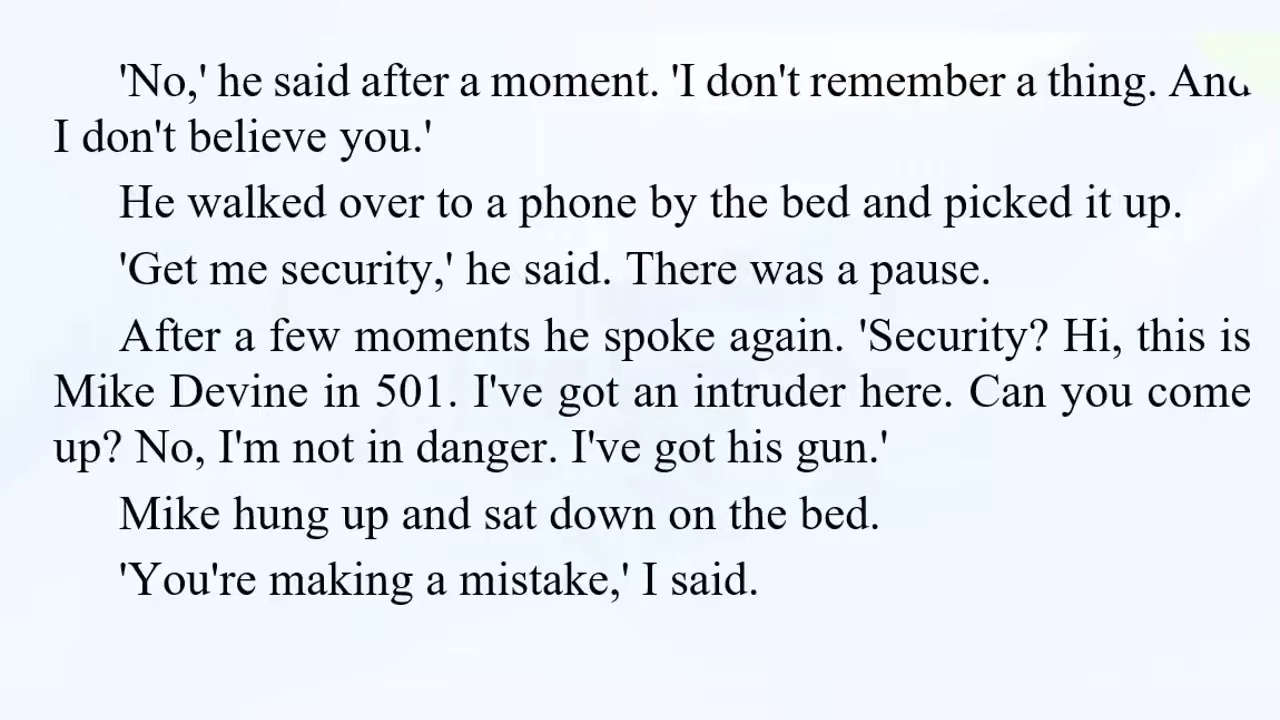 'No,' he said after a moment. 'I don't remember a thing. And
I don't believe you.'
He walked over to a phone by the bed and picked it up.
'Get me security,' he said. There was a pause.
After a few moments he spoke again. 'Security? Hi, this is
Mike Devine in 501. I've got an intruder here. Can you come
up? No, I'm not in danger. I've got his gun.'
Mike hung up and sat down on the bed.
'You're making a mistake,' I said.